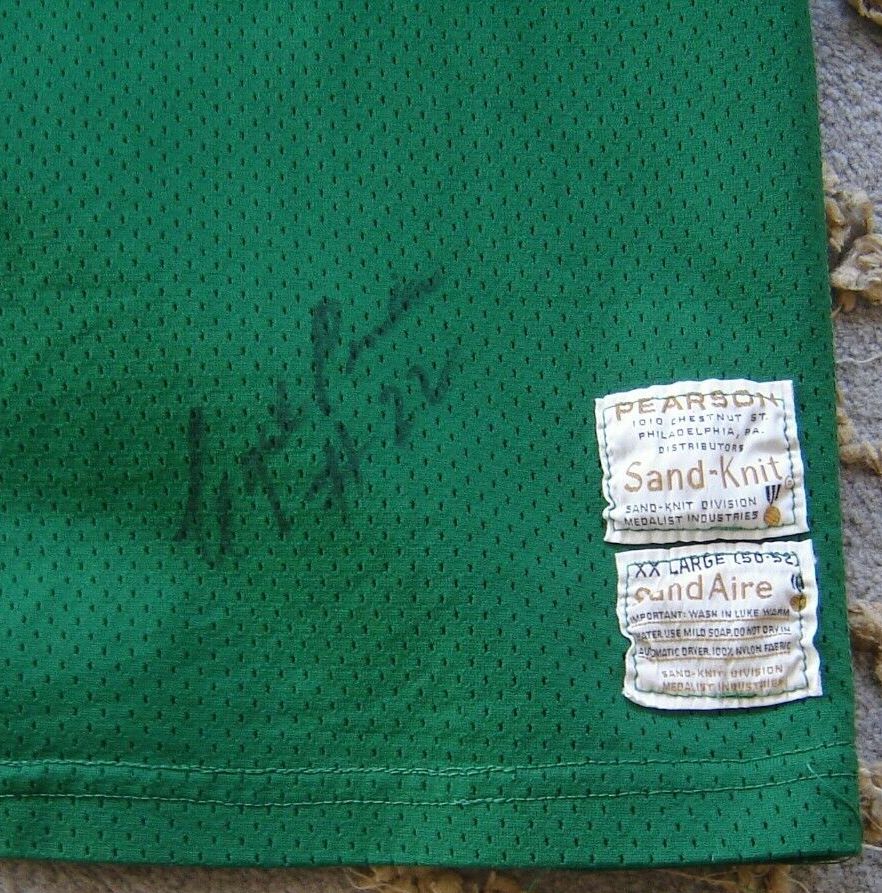 # 22
PEARSON
1010 CHESTNUT ST.
PHILADELPHIA, PA.
DISTRIBUTORS
Sand-Knit
SAND-KNIT DIVISION
MEDALIST INDUSTRIES
XX LARGE (50-52)
Sand Aire
IMPORTANT: WASH IN LUKE WARM
WATER USE MILD SOAP. DO NOT DRY IN
AUTOMATIC DRYER. 100% NYLON FABRIC
SAND-KNIT DIVISION
MEDALIST INDUSTRIES